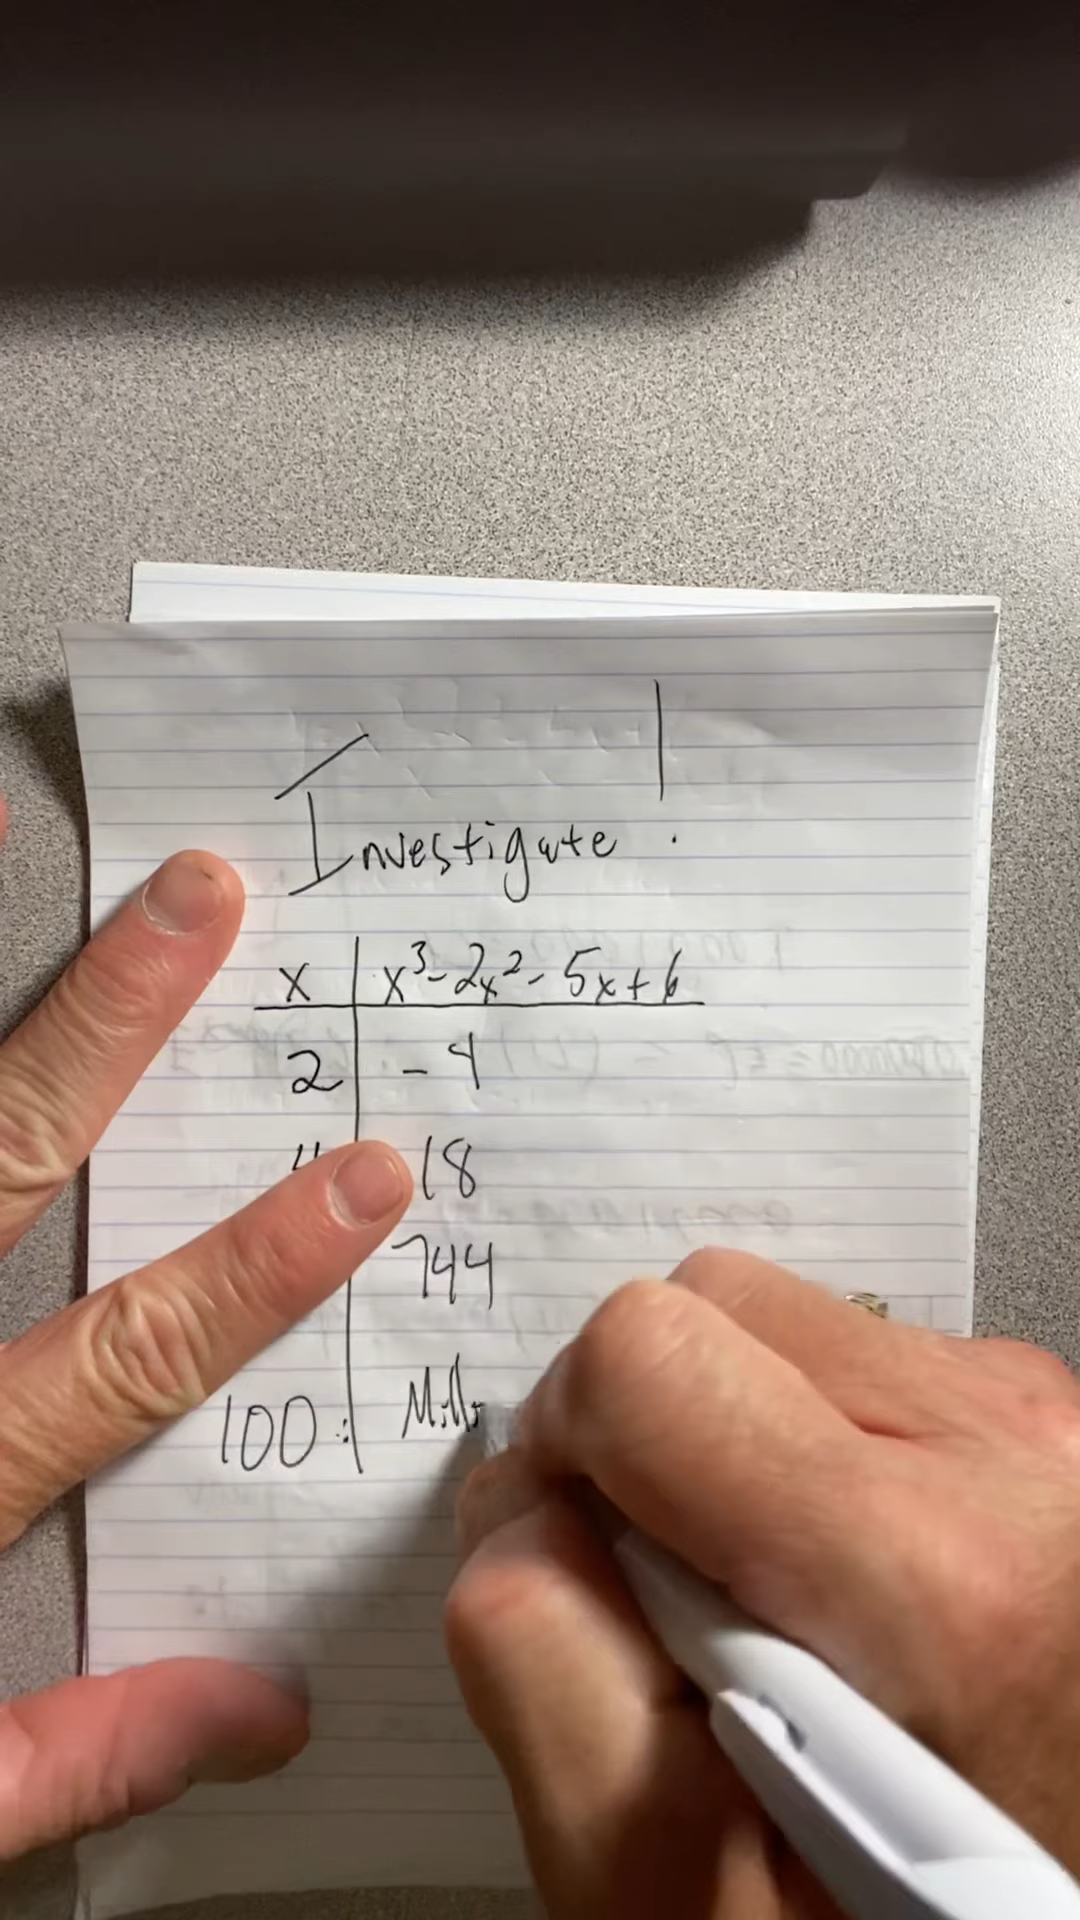 Investigate
x | x³-2x²-5x+6
2 | -4
18
744
100